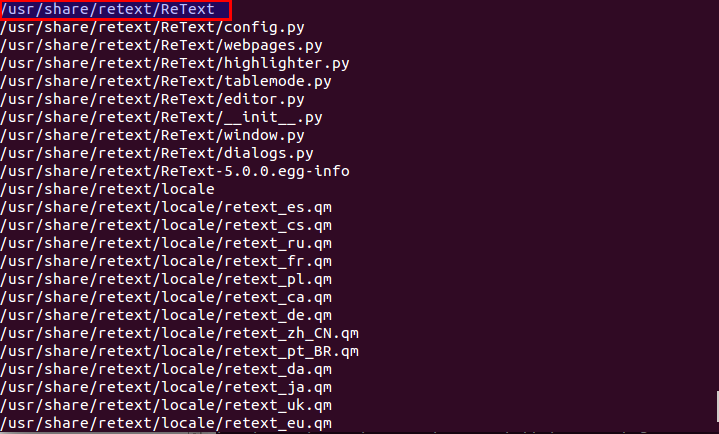 /usr/share/retext/ReText
/usr/share/retext/ReText/config.py
/usr/share/retext/ReText/webpages.py
/usr/share/retext/ReText/highlighter.py
/usr/share/retext/ReText/tablemode.py
/usr/share/retext/ReText/editor.py
/usr/share/retext/ReText/__init__.py
/usr/share/retext/ReText/window.py
/usr/share/retext/ReText/dialogs.py
/usr/share/retext/ReText-5.0.0.egg-info
/usr/share/retext/locale
/usr/share/retext/locale/retext_es.qm
/usr/share/retext/locale/retext_cs.qm
/usr/share/retext/locale/retext_ru.qm
/usr/share/retext/locale/retext_fr.qm
/usr/share/retext/locale/retext_pl.qm
/usr/share/retext/locale/retext_ca.qm
/usr/share/retext/locale/retext_de.qm
/usr/share/retext/locale/retext_zh_CN.qm
/usr/share/retext/locale/retext_pt_BR.qm
/usr/share/retext/locale/retext_da.qm
/usr/share/retext/locale/retext_ja.qm
/usr/share/retext/locale/retext_uk.qm
/usr/share/retext/locale/retext_eu.qm